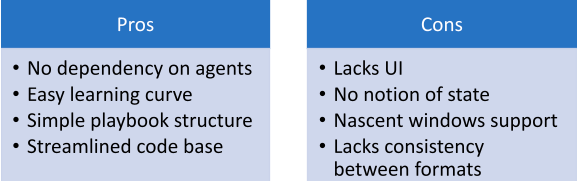 Pros
• No dependency on agents
• Easy learning curve
• Simple playbook structure
• Streamlined code base
Cons
• Lacks UI
• No notion of state
• Nascent windows support
• Lacks consistency
between formats